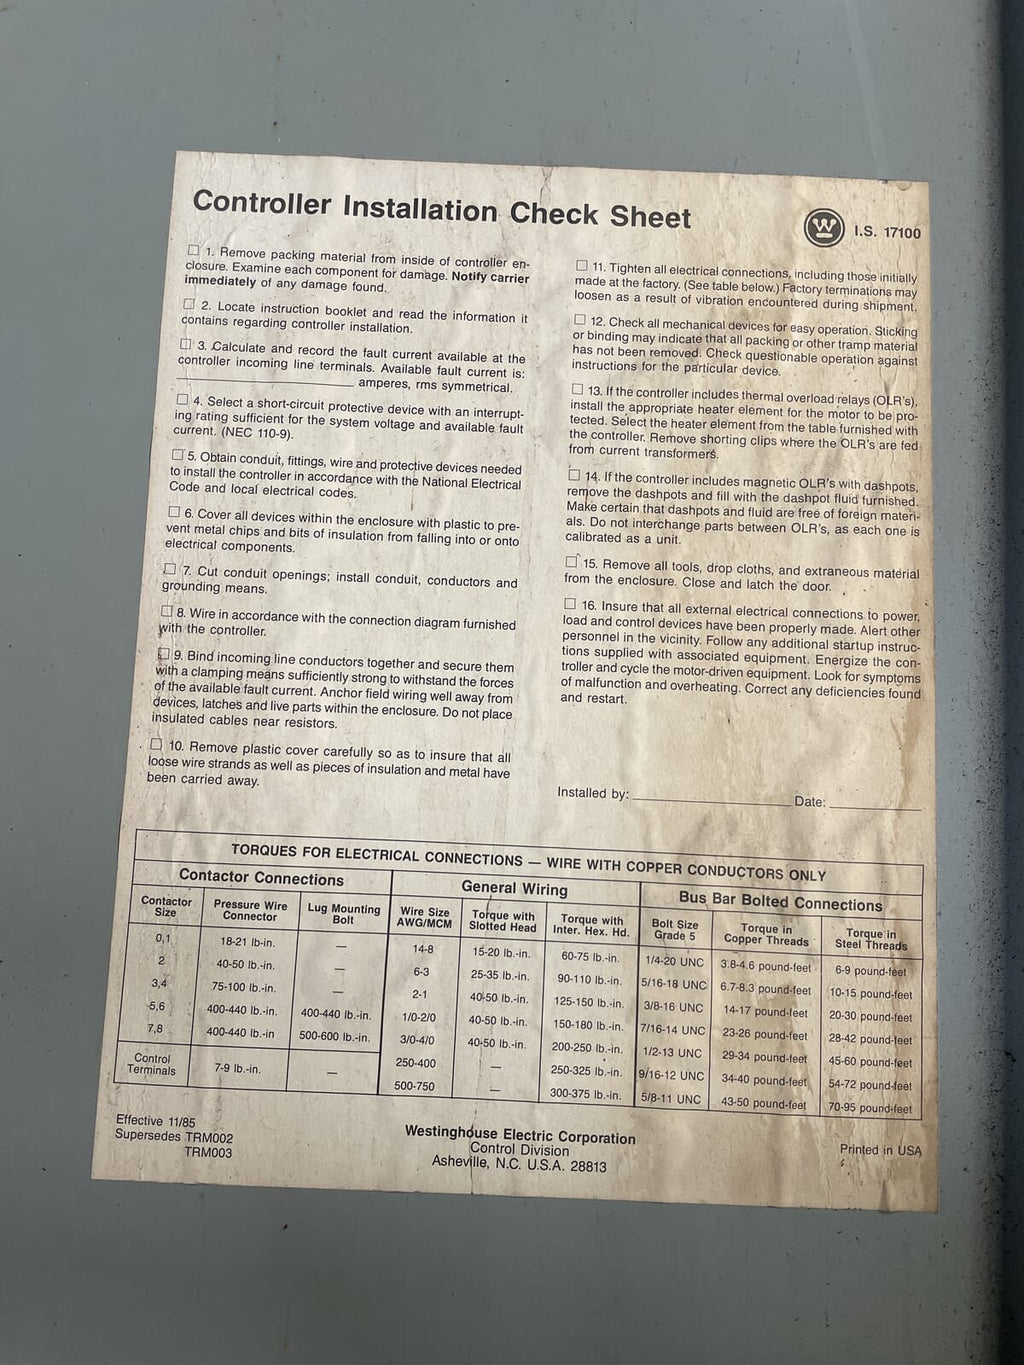 Controller Installation Check Sheet
W
I.S. 17100
☐ 1. Remove packing material from inside of controller en-
closure. Examine each component for damage. Notify carrier
immediately of any damage found.
☐ 2. Locate instruction booklet and read the information it
contains regarding controller installation.
☐ 3. Calculate and record the fault current available at the
controller incoming line terminals. Available fault current is:
____________ amperes, rms symmetrical.
☐ 4. Select a short-circuit protective device with an interrupt-
ing rating sufficient for the system voltage and available fault
current. (NEC 110-9).
☐ 5. Obtain conduit, fittings, wire and protective devices needed
to install the controller in accordance with the National Electrical
Code and local electrical codes.
☐ 6. Cover all devices within the enclosure with plastic to pre-
vent metal chips and bits of insulation from falling into or onto
electrical components.
☐ 7. Cut conduit openings; install conduit, conductors and
grounding means.
☐ 8. Wire in accordance with the connection diagram furnished
with the controller.
☐ 9. Bind incoming line conductors together and secure them
with a clamping means sufficiently strong to withstand the forces
of the available fault current. Anchor field wiring well away from
devices, latches and live parts within the enclosure. Do not place
insulated cables near resistors.
☐ 10. Remove plastic cover carefully so as to insure that all
loose wire strands as well as pieces of insulation and metal have
been carried away.
☐ 11. Tighten all electrical connections, including those initially
made at the factory. (See table below.) Factory terminations may
loosen as a result of vibration encountered during shipment.
☐ 12. Check all mechanical devices for easy operation. Sticking
or binding may indicate that all packing or other tramp material
has not been removed. Check questionable operation against
instructions for the particular device.
☐ 13. If the controller includes thermal overload relays (OLR's),
install the appropriate heater element for the motor to be pro-
tected. Select the heater element from the table furnished with
the controller. Remove shorting clips where the OLR's are fed
from current transformers.
☐ 14. If the controller includes magnetic OLR's with dashpots,
remove the dashpots and fill with the dashpot fluid furnished.
Make certain that dashpots and fluid are free of foreign materi-
als. Do not interchange parts between OLR's, as each one is
calibrated as a unit.
☐ 15. Remove all tools, drop cloths, and extraneous material
from the enclosure. Close and latch the door.
☐ 16. Insure that all external electrical connections to power,
load and control devices have been properly made. Alert other
personnel in the vicinity. Follow any additional startup instruc-
tions supplied with associated equipment. Energize the con-
troller and cycle the motor-driven equipment. Look for symptoms
of malfunction and overheating. Correct any deficiencies found
and restart.
Installed by: ____________ Date: ____________
TORQUES FOR ELECTRICAL CONNECTIONS — WIRE WITH COPPER CONDUCTORS ONLY
Contactor Connections General Wiring Bus Bar Bolted Connections
Contactor Size Pressure Wire Connector Lug Mounting Bolt Wire Size AWG/MCM Torque with Slotted Head Torque with Inter. Hex. Hd. Bolt Size Grade 5 Torque in Copper Threads Torque in Steel Threads
0,1 18-21 lb-in. — 14-8 15-20 lb.-in. 60-75 lb.-in. 1/4-20 UNC 3.8-4.6 pound-feet 6-9 pound-feet
2 40-50 lb.-in. — 6-3 25-35 lb.-in. 90-110 lb.-in. 5/16-18 UNC 6.7-8.3 pound-feet 10-15 pound-feet
3,4 75-100 lb.-in. — 2-1 40-50 lb.-in. 125-150 lb.-in. 3/8-16 UNC 14-17 pound-feet 20-30 pound-feet
5,6 400-440 lb.-in. 400-440 lb.-in. 1/0-2/0 40-50 lb.-in. 150-180 lb.-in. 7/16-14 UNC 23-26 pound-feet 28-42 pound-feet
7,8 400-440 lb.-in 500-600 lb.-in. 3/0-4/0 40-50 lb.-in. 200-250 lb.-in. 1/2-13 UNC 29-34 pound-feet 45-60 pound-feet
Control Terminals 7-9 lb.-in. — 250-400 — 250-325 lb.-in. 9/16-12 UNC 34-40 pound-feet 54-72 pound-feet
500-750 — 300-375 lb.-in. 5/8-11 UNC 43-50 pound-feet 70-95 pound-feet
Effective 11/85
Supersedes TRM002
TRM003
Westinghouse Electric Corporation
Control Division
Asheville, N.C. U.S.A. 28813
Printed in USA